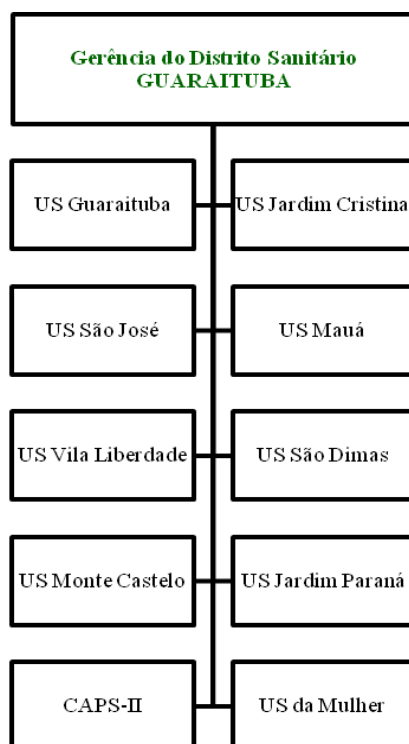 Gerência do Distrito Sanitário
GUARAITUBA
US Guaraituba
US Jardim Cristina
US São José
US Mauá
US Vila Liberdade
US São Dimas
US Monte Castelo
US Jardim Paraná
CAPS-II
US da Mulher